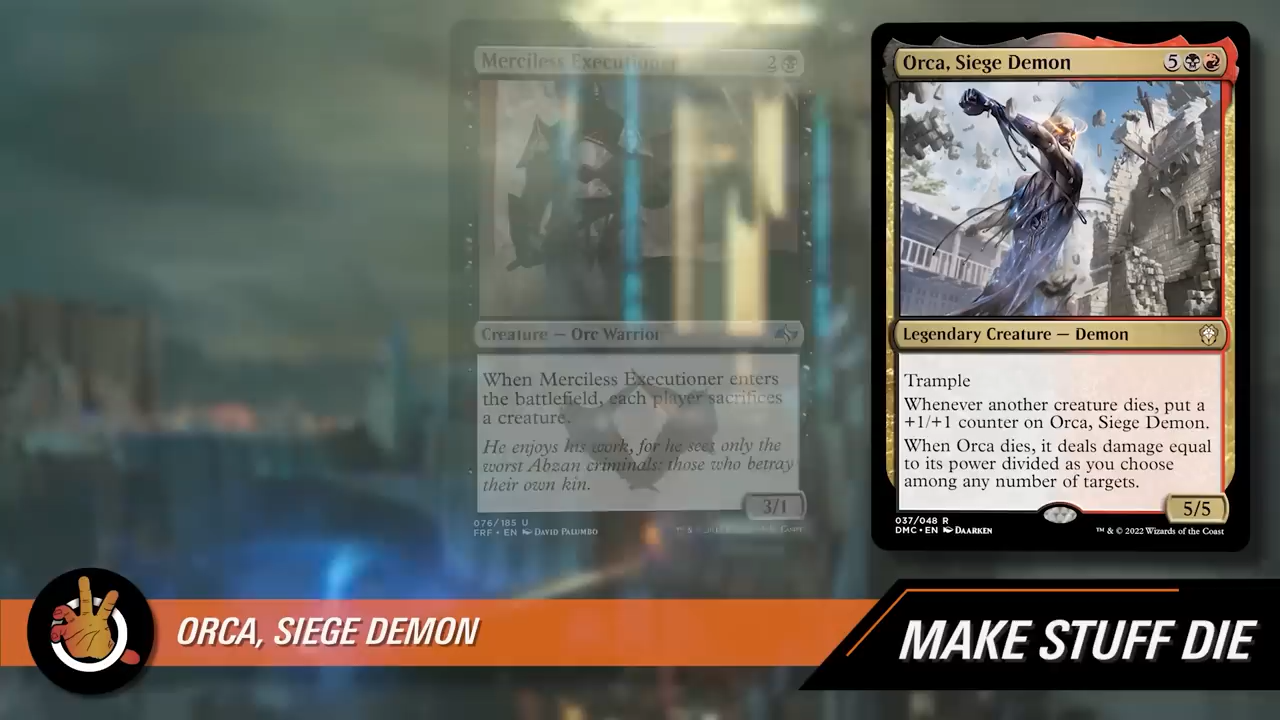 Merciless Executioner 2
Creature — Orc Warrior
When Merciless Executioner enters
the battlefield, each player sacrifices
a creature.
He enjoys his work, for he sees only the
worst Abzan criminals: those who betray
their own kin.
3/1
076/185 U
FRF • EN DAVID PALUMBO
Orca, Siege Demon 5
Legendary Creature — Demon
Trample
Whenever another creature dies, put a
+1/+1 counter on Orca, Siege Demon.
When Orca dies, it deals damage equal
to its power divided as you choose
among any number of targets.
5/5
037/048 R
DMC • EN DAARKEN
™ & © 2022 Wizards of the Coast
ORCA, SIEGE DEMON
MAKE STUFF DIE